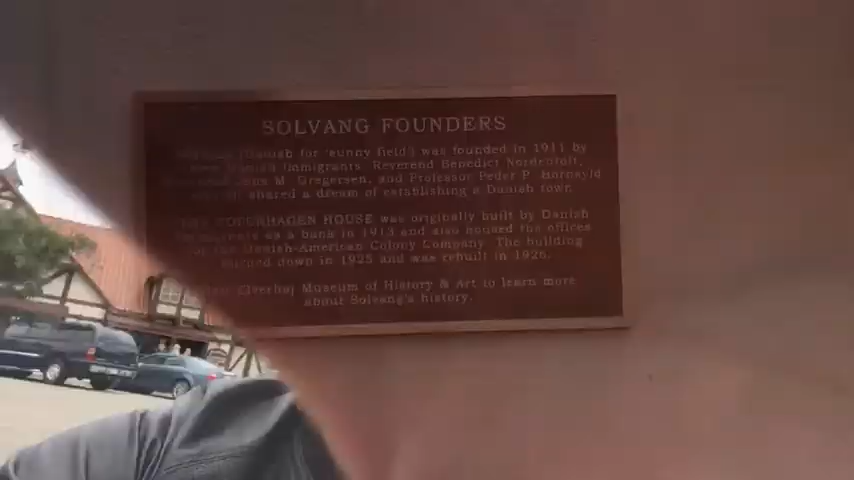 SOLVANG FOUNDERS
(Danish for 'sunny field') was founded in 1911 by
Danish immigrants, Reverend Benedict Nordentoft,
Jens M. Gregersen, and Professor Peder P. Hornsyld
shared a dream of establishing a Danish town.
COPENHAGEN HOUSE was originally built by Danish
as a bank in 1913 and also housed the offices
of the Danish-American Colony Company. The building
burned down in 1925 and was rebuilt in 1926.
Elverhøj Museum of History & Art to learn more
about Solvang's history.